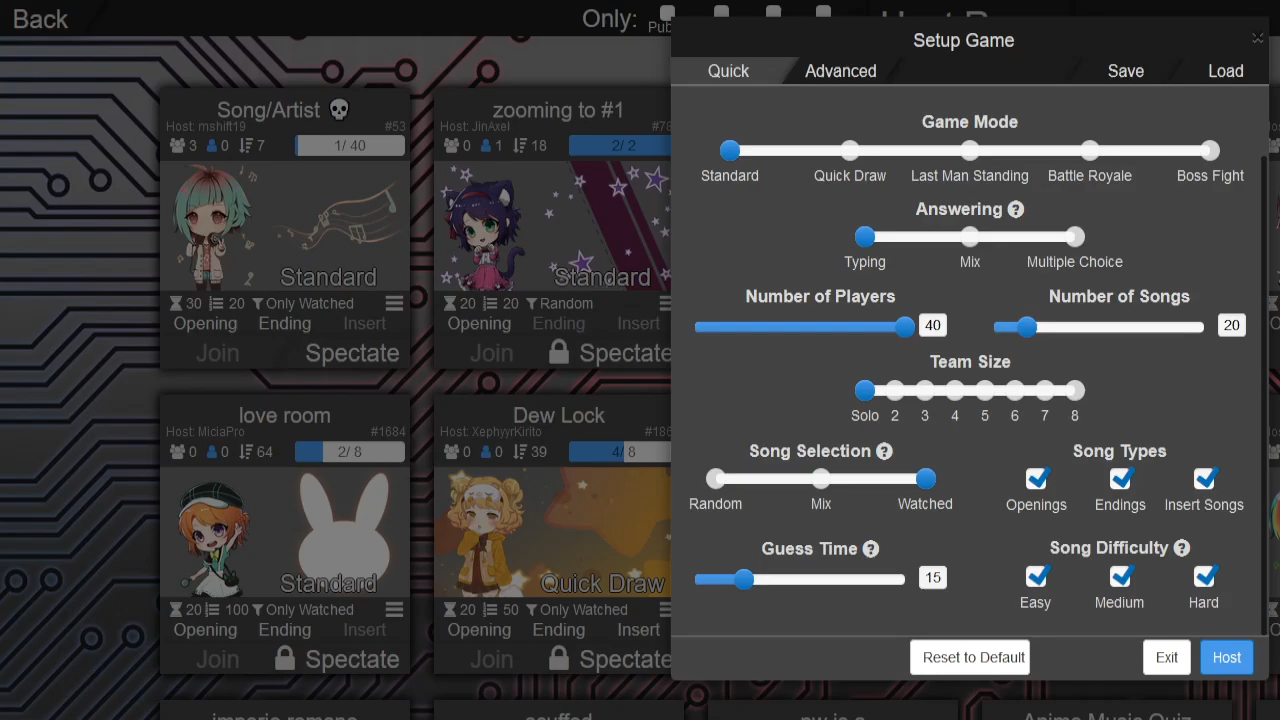 Back
Only:
Pub
Song/Artist 💀
Host: mshift19 #53
3 0 7 1/ 40
Standard
30 20 Only Watched
Opening Ending Insert
Join Spectate
zooming to #1
Host: JinAxel #78
0 1 18 2/ 2
Standard
20 20 Random
Opening Ending Insert
Spectate
love room
Host: MiciaPro #1684
0 0 64 2/ 8
Standard
20 100 Only Watched
Opening Ending Insert
Join Spectate
Dew Lock
Host: XephyyrKirito #186
0 0 39 4/ 8
Quick Draw
20 50 Only Watched
Opening Ending Insert
Join Spectate
Setup Game
Quick Advanced Save Load
Game Mode
Standard Quick Draw Last Man Standing Battle Royale Boss Fight
Answering ?
Typing Mix Multiple Choice
Number of Players Number of Songs
40 20
Team Size
Solo 2 3 4 5 6 7 8
Song Selection ? Song Types
Random Mix Watched Openings Endings Insert Songs
Guess Time ? Song Difficulty ?
15
Easy Medium Hard
Reset to Default Exit Host